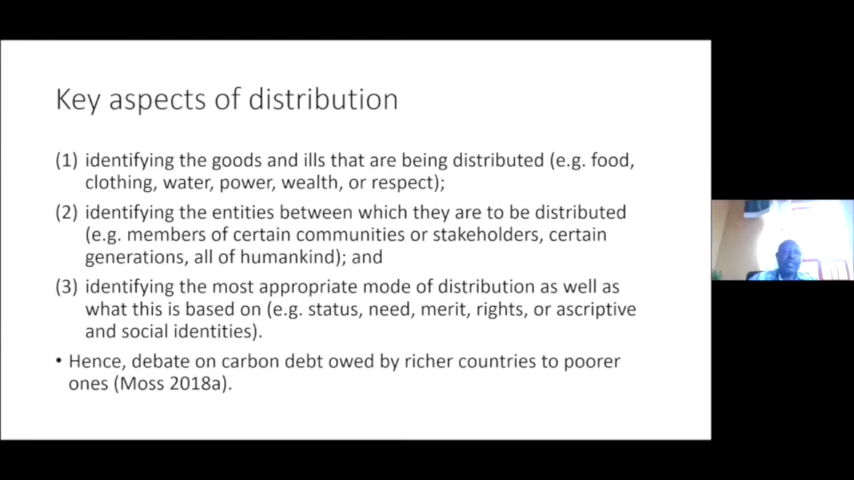 Key aspects of distribution
(1) identifying the goods and ills that are being distributed (e.g. food,
clothing, water, power, wealth, or respect);
(2) identifying the entities between which they are to be distributed
(e.g. members of certain communities or stakeholders, certain
generations, all of humankind); and
(3) identifying the most appropriate mode of distribution as well as
what this is based on (e.g. status, need, merit, rights, or ascriptive
and social identities).
• Hence, debate on carbon debt owed by richer countries to poorer
ones (Moss 2018a).